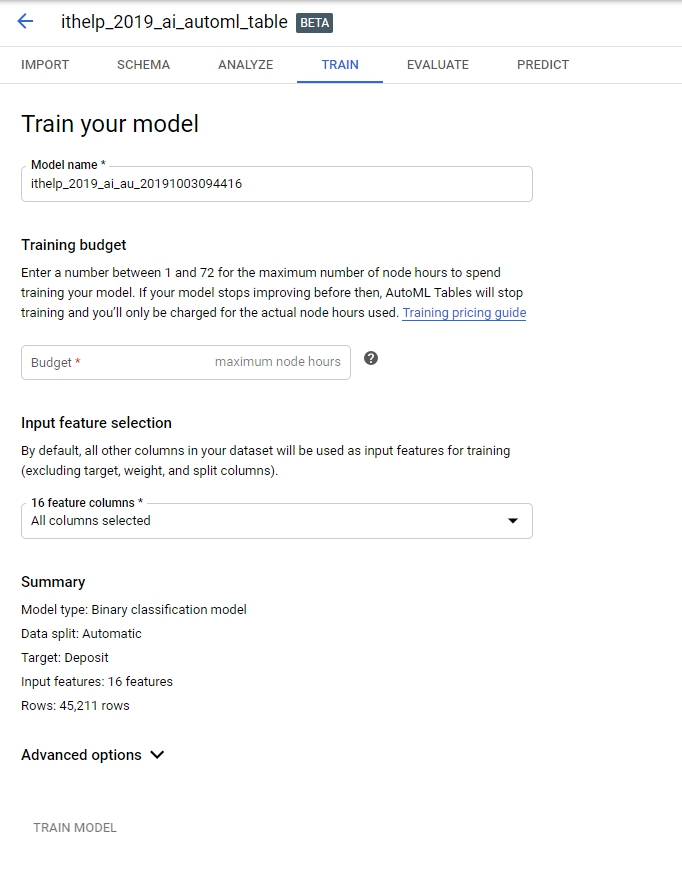 ithelp_2019_ai_automl_table BETA
IMPORT SCHEMA ANALYZE TRAIN EVALUATE PREDICT
Train your model
Model name *
ithelp_2019_ai_au_20191003094416
Training budget
Enter a number between 1 and 72 for the maximum number of node hours to spend
training your model. If your model stops improving before then, AutoML Tables will stop
training and you'll only be charged for the actual node hours used. Training pricing guide
Budget * maximum node hours
Input feature selection
By default, all other columns in your dataset will be used as input features for training
(excluding target, weight, and split columns).
16 feature columns *
All columns selected
Summary
Model type: Binary classification model
Data split: Automatic
Target: Deposit
Input features: 16 features
Rows: 45,211 rows
Advanced options
TRAIN MODEL